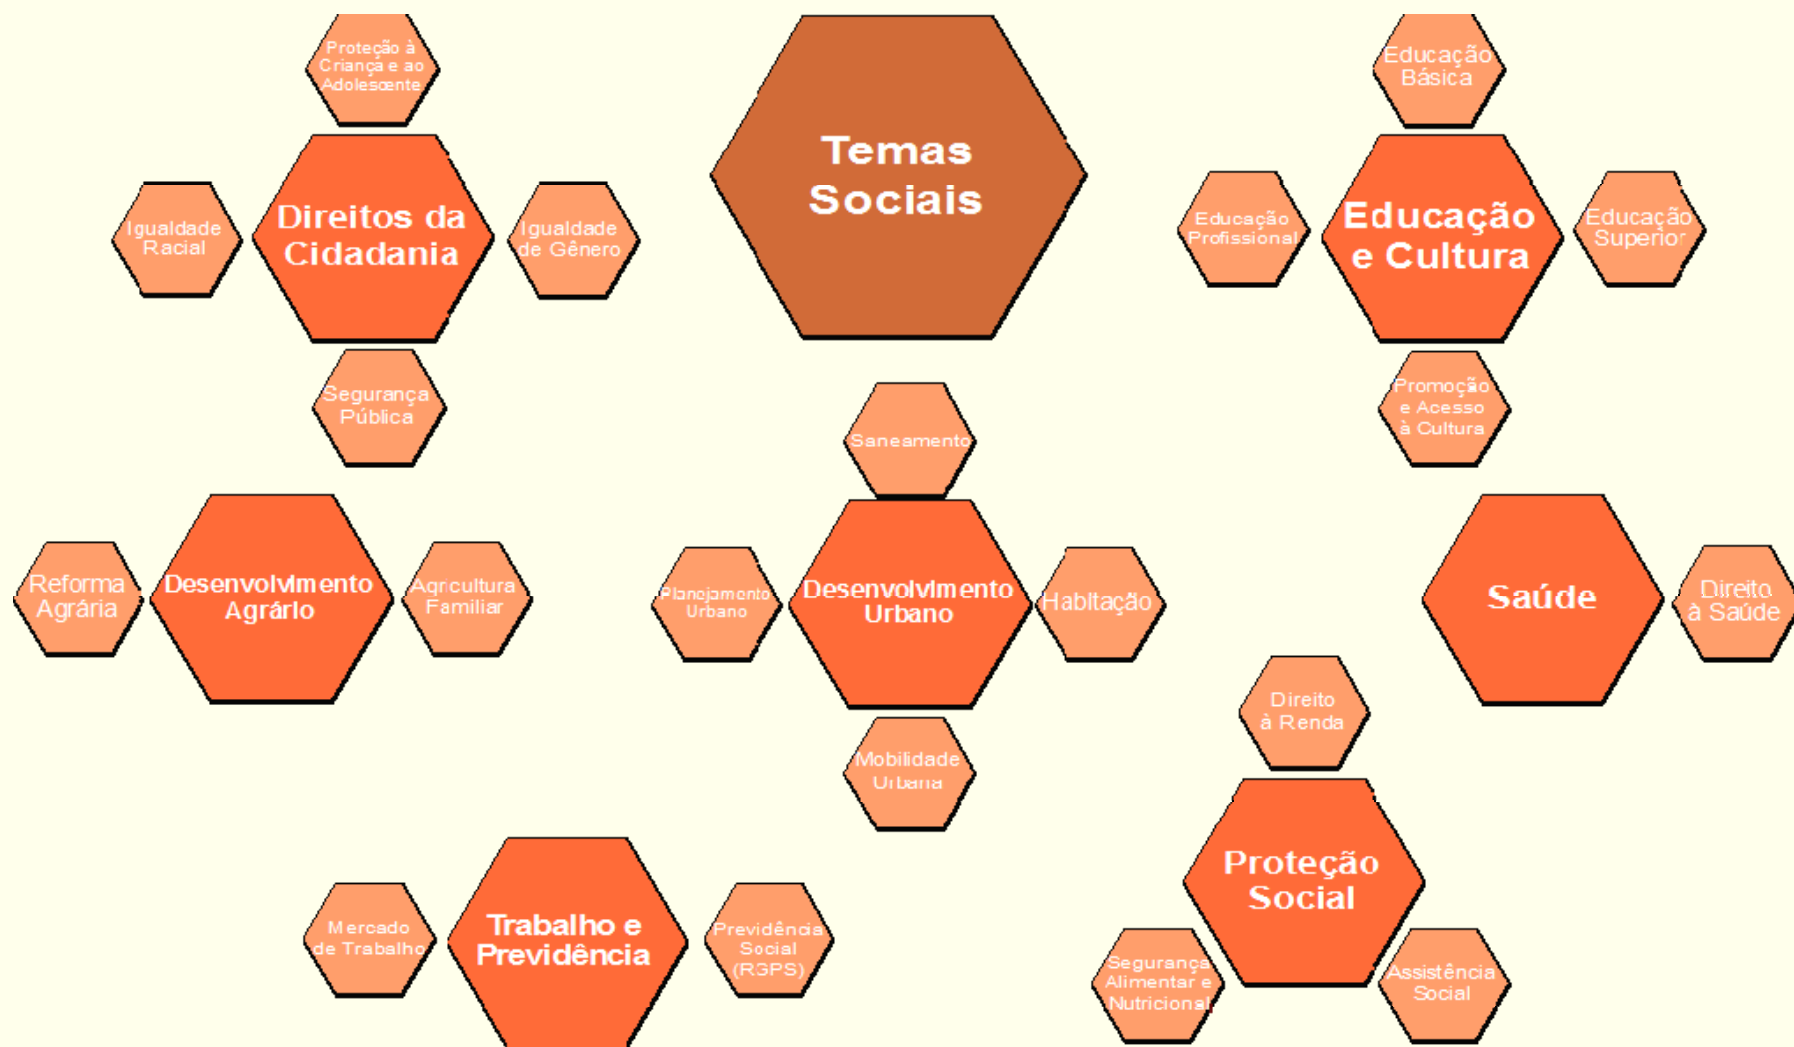 Temas
Sociais
Proteção à
Criança e ao
Adolescente
Igualdade
Racial
Direitos da
Cidadania
Igualdade
de Gênero
Segurança
Pública
Educação
Básica
Educação
Profissional
Educação
e Cultura
Educação
Superior
Promoção
e Acesso
à Cultura
Reforma
Agrária
Desenvolvimento
Agrário
Agricultura
Familiar
Saneamento
Planejamento
Urbano
Desenvolvimento
Urbano
Habitação
Mobilidade
Urbana
Saúde
Direito
à Saúde
Direito
à Renda
Proteção
Social
Segurança
Alimentar e
Nutricional
Assistência
Social
Mercado
de Trabalho
Trabalho e
Previdência
Previdência
Social
(RGPS)